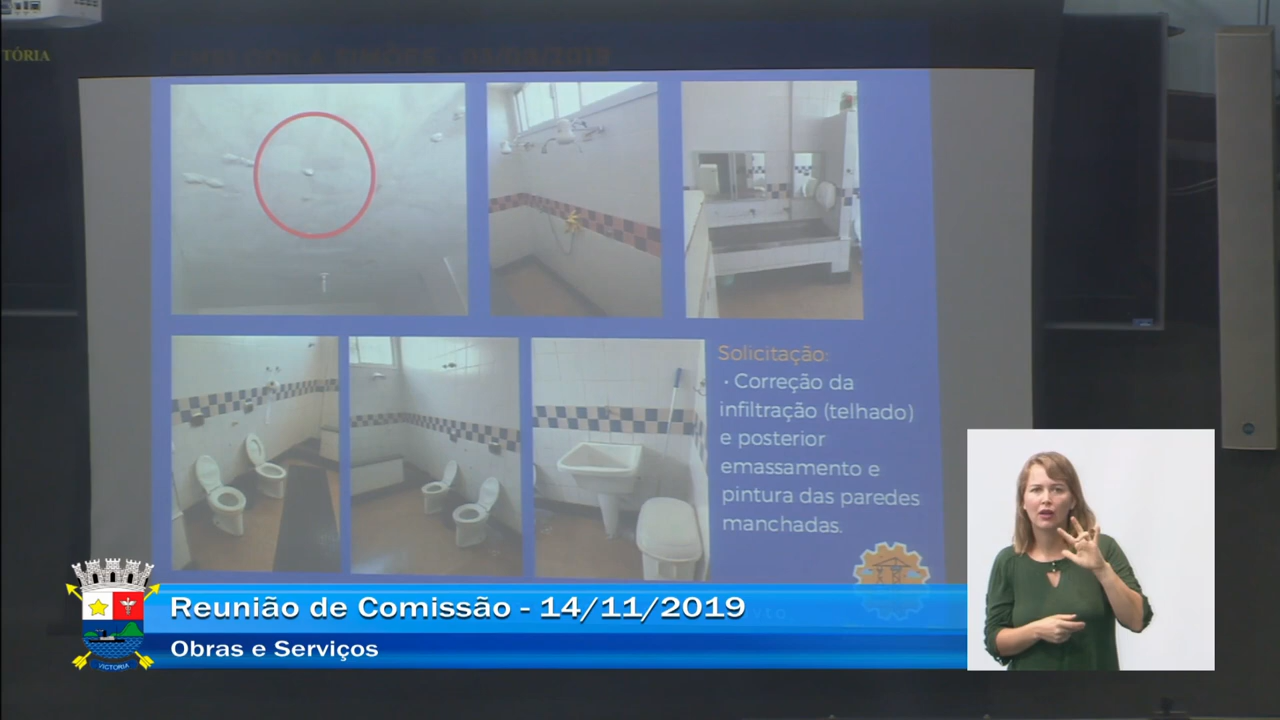 TÓRIA
Solicitação:
· Correção da
infiltração (telhado)
e posterior
emassamento e
pintura das paredes
manchadas.
Reunião de Comissão - 14/11/2019
Obras e Serviços
VICTORIA